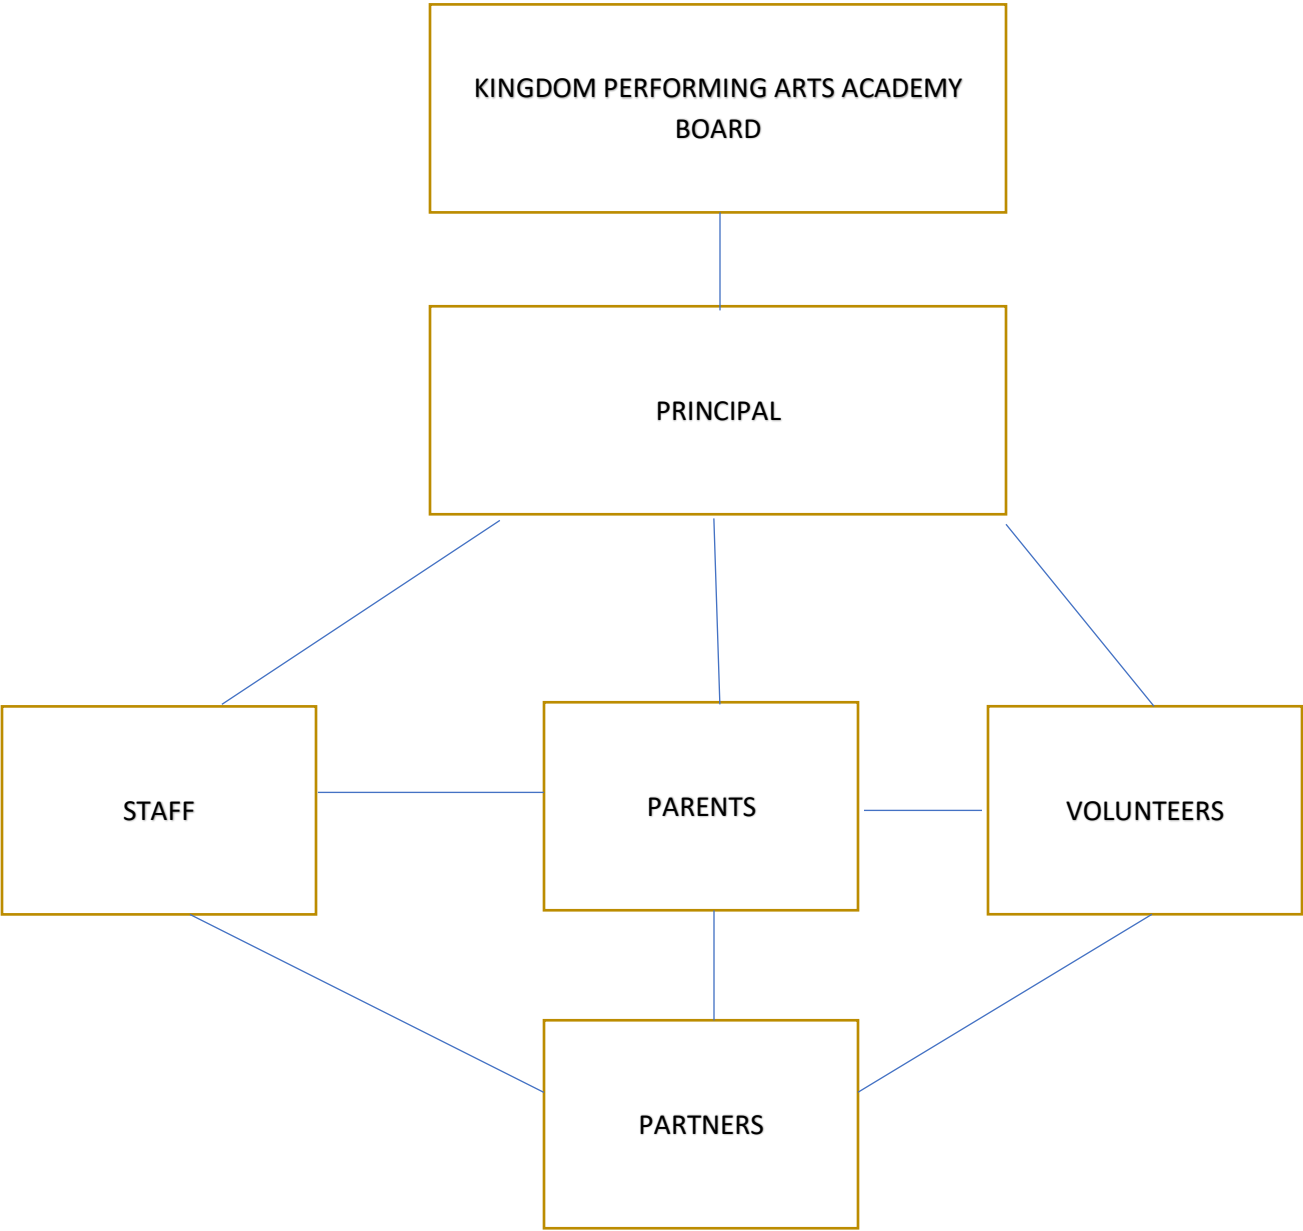 KINGDOM PERFORMING ARTS ACADEMY
BOARD
PRINCIPAL
STAFF
PARENTS
VOLUNTEERS
PARTNERS